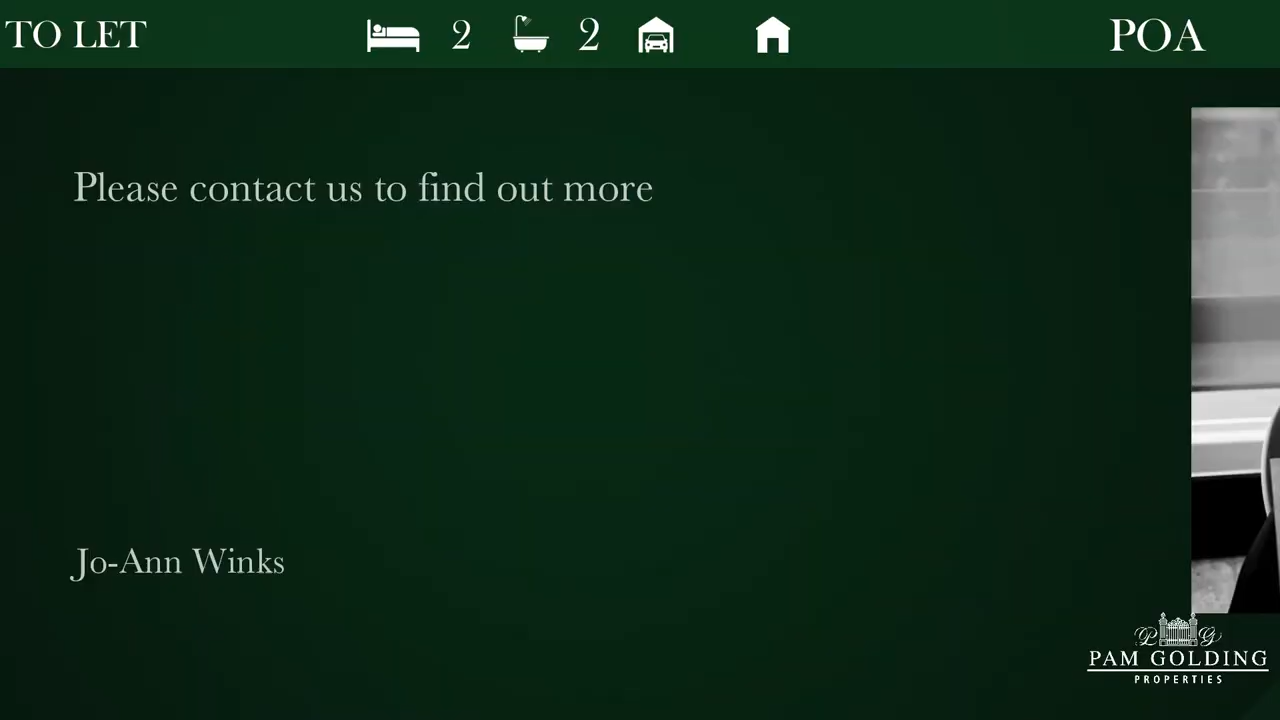 TO LET 2 2 POA
Please contact us to find out more
Jo-Ann Winks
P G
PAM GOLDING
PROPERTIES